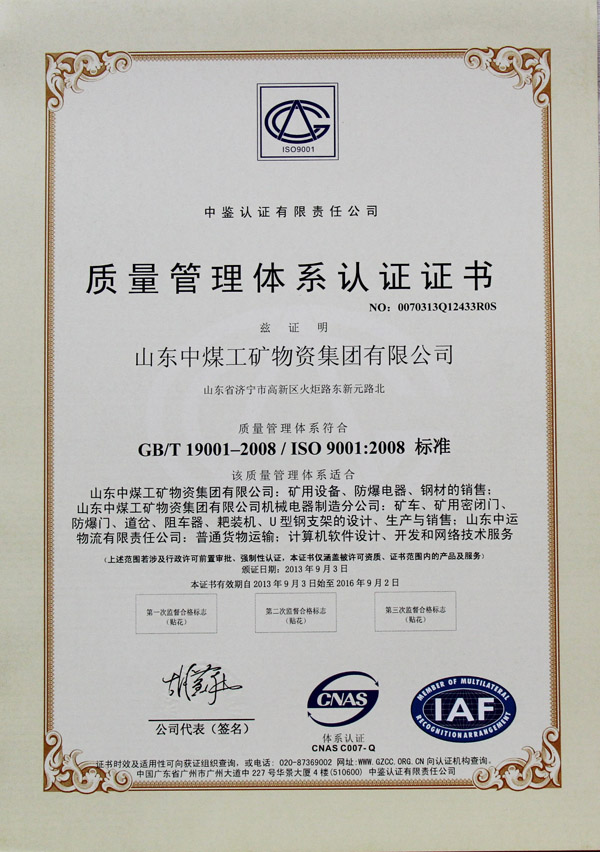 ISO9001
中鉴认证有限责任公司
质量管理体系认证证书
NO：0070313Q12433R0S
兹证明
山东中煤工矿物资集团有限公司
山东省济宁市高新区火炬路东新元路北
质量管理体系符合
GB/T 19001–2008 / ISO 9001:2008 标准
该质量管理体系适合
山东中煤工矿物资集团有限公司：矿用设备、防爆电器、钢材的销售；
山东中煤工矿物资集团有限公司机械电器制造分公司：矿车、矿用密闭门、
防爆门、道岔、阻车器、耙装机、U型钢支架的设计、生产与销售；山东中运
物流有限责任公司：普通货物运输；计算机软件设计、开发和网络技术服务
（上述范围若涉及行政许可前置审批、强制性认证，本证书仅涵盖被许可资质、证书范围内的产品及服务）
颁证日期：2013 年 9 月 3 日
本证书有效期自 2013 年 9 月 3 日始至 2016 年 9 月 2 日
第一次监督合格标志
（贴花）
第二次监督合格标志
（贴花）
第三次监督合格标志
（贴花）
公司代表（签名）
CNAS
体系认证
CNAS C007-Q
MEMBER OF MULTILATERAL
IAF
RECOGNITION ARRANGEMENT
证书时效及适用性可向获证组织查询，或电话：020-87369002 网址:WWW.GZCC.ORG.CN 向认证机构查询。
中国广东省广州市广州大道中 227 号华景大厦 4 楼(510600) 中鉴认证有限责任公司